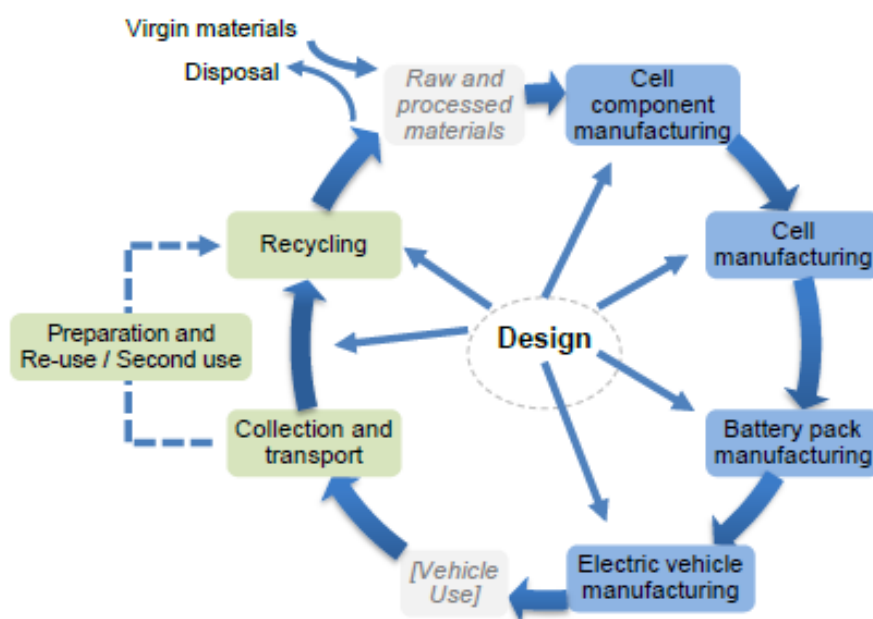 Virgin materials
Disposal
Raw and
processed
materials
Cell
component
manufacturing
Recycling
Cell
manufacturing
Preparation and
Re-use / Second use
Design
Collection and
transport
Battery pack
manufacturing
[Vehicle
Use]
Electric vehicle
manufacturing